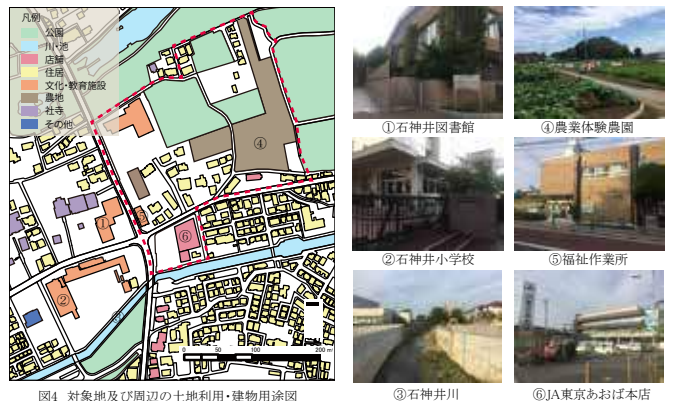 凡例
公園
川・池
店舗
住居
文化・教育施設
農地
社寺
その他
④
①
⑤
⑥
②
③
0 50 100 200 m
図4 対象地及び周辺の土地利用・建物用途図
①石神井図書館
④農業体験農園
②石神井小学校
⑤福祉作業所
③石神井川
⑥JA東京あおば本店